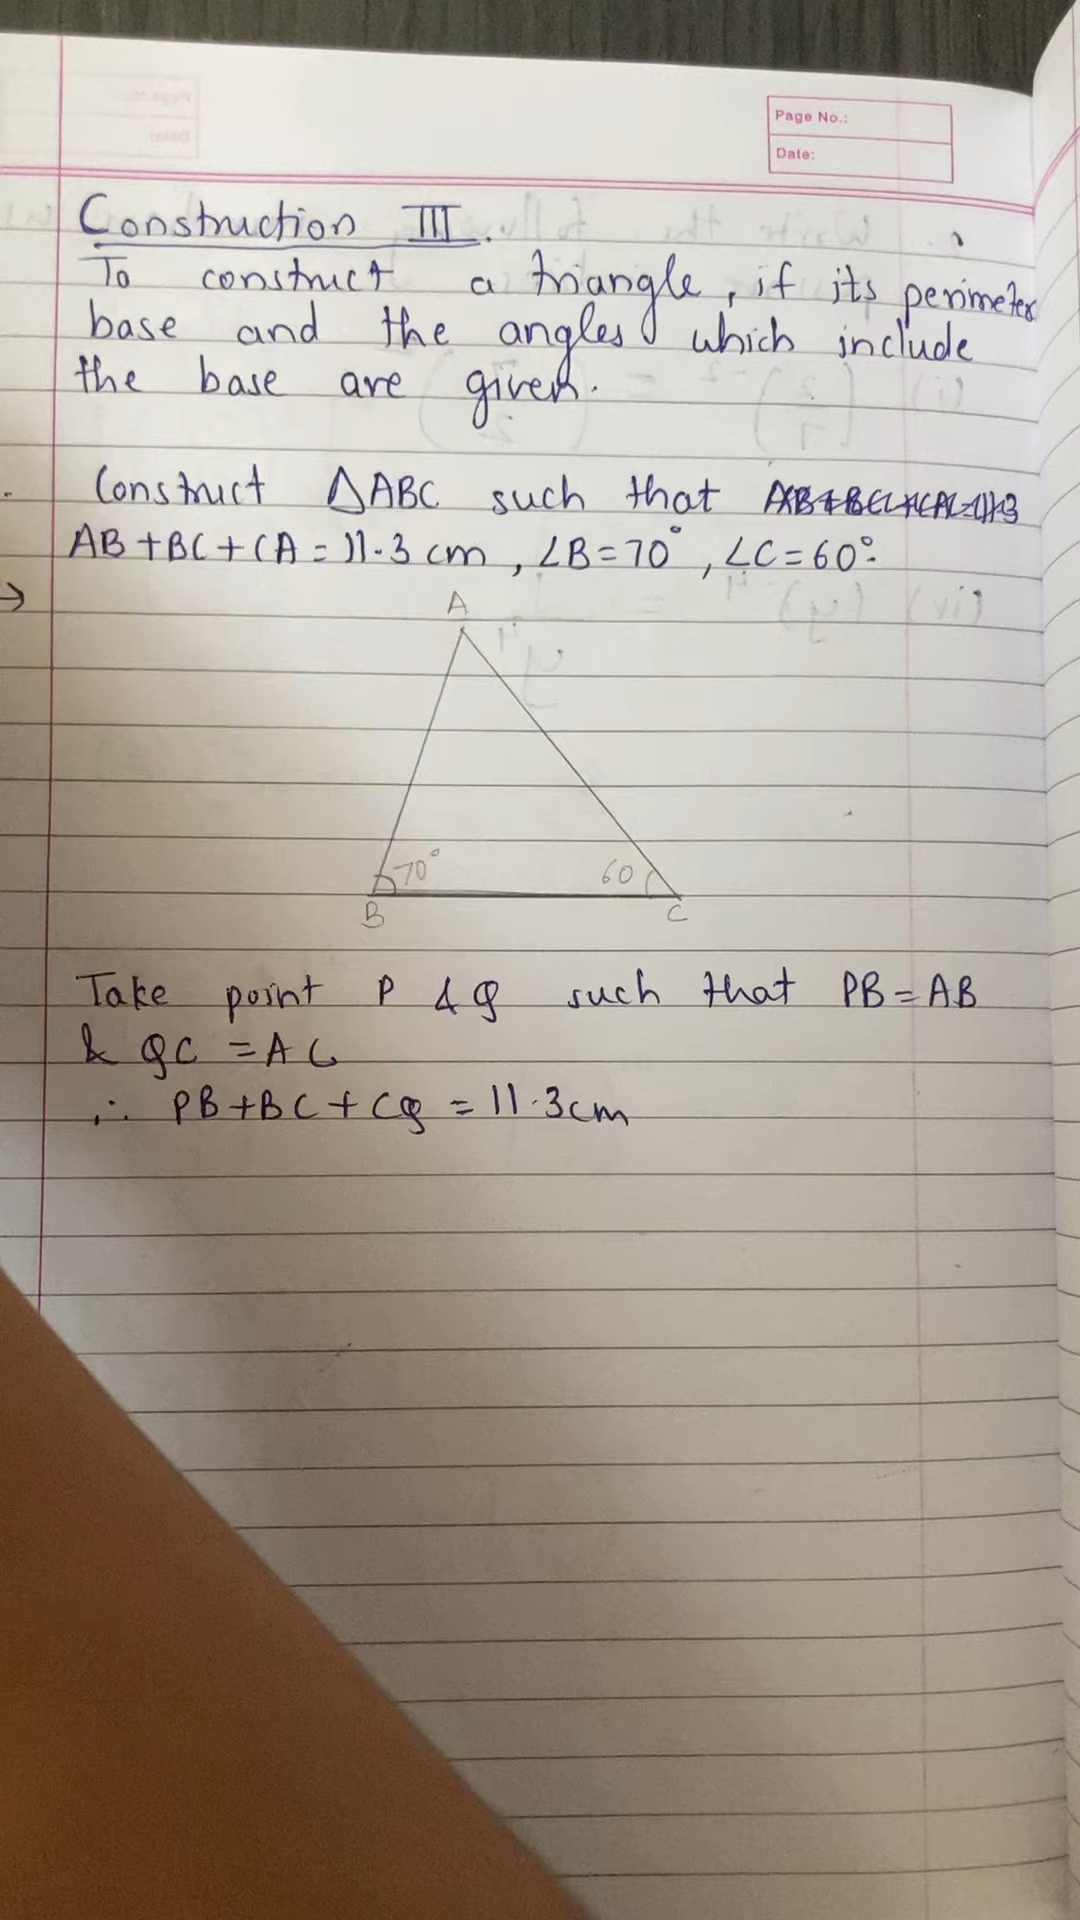 Page No.:
Date:
Construction III.
To construct a triangle, if its perimeter
base and the angles which include
the base are given.
Construct △ABC such that
AB+BC+CA=11.3 cm, ∠B=70°, ∠C=60°
→
A
70°
60
B
C
Take point P & Q such that PB=AB
& QC =AC
∴ PB+BC+CQ = 11.3cm